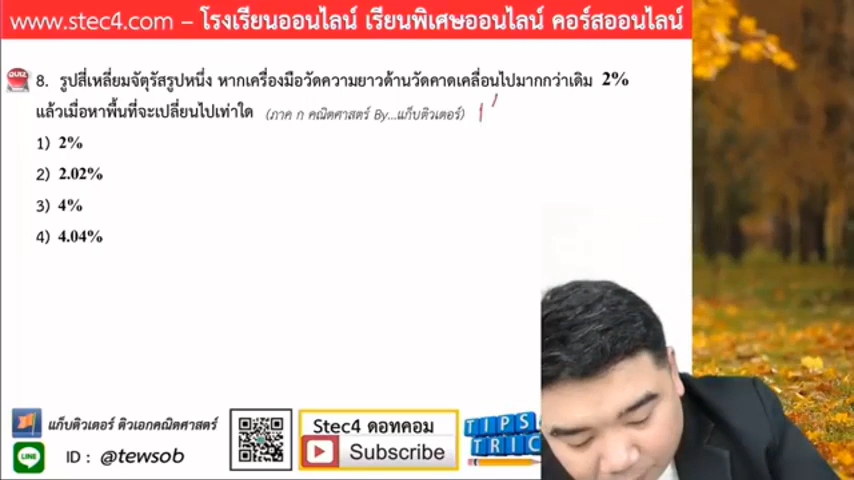 www.stec4.com – โรงเรียนออนไลน์ เรียนพิเศษออนไลน์ คอร์สออนไลน์
QUIZ
8. รูปสี่เหลี่ยมจัตุรัสรูปหนึ่ง หากเครื่องมือวัดความยาวด้านวัดคาดเคลื่อนไปมากกว่าเดิม 2%
แล้วเมื่อหาพื้นที่จะเปลี่ยนไปเท่าใด (ภาค ก คณิตศาสตร์ By...แก็บติวเตอร์)
1) 2%
2) 2.02%
3) 4%
4) 4.04%
แก็บติวเตอร์ ติวเอกคณิตศาสตร์
LINE ID : @tewsob
Stec4 ดอทคอม
Subscribe
TIPS
TRIC